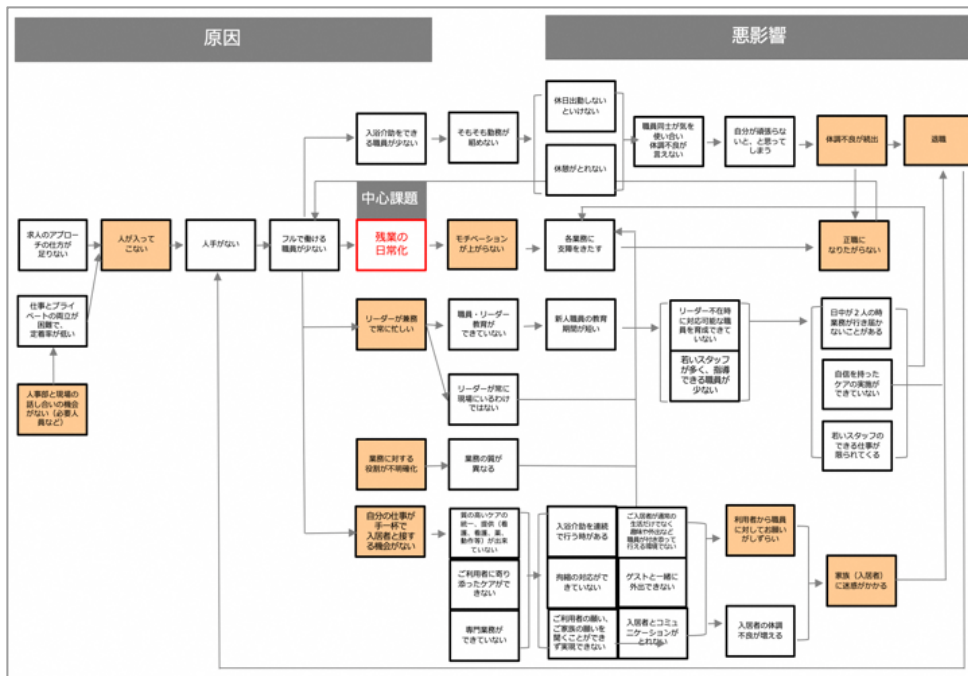 原因
悪影響
入浴介助をでき
る職員が少ない
そもそも勤務が
組めない
休日出勤しない
といけない
休憩がとれない
職員同士が気を
使い合い
体調不良が
言えない
自分が頑張らな
いと、と思って
しまう
体調不良が続出
退職
中心課題
求人のアプロー
チの仕方が
足りない
人が入って
こない
人手がない
フルで働ける
職員が少ない
残業の
日常化
モチベーション
が上がらない
各業務に
支障をきたす
正職に
なりたがらない
仕事とプライ
ベートの両立が
困難で、
定着率が低い
人事部と現場の
話し合いの機会
がない（必要人
員など）
リーダーが兼務
で常に忙しい
職員・リーダー
教育が
できていない
新人職員の教育
期間が短い
リーダー不在時
に対応可能な職
員を育成できて
いない
若いスタッフ
が多く、指導
できる職員が
少ない
日中が２人の時
業務が行き届か
ないことがある
自信を持った
ケアの実施が
できていない
若いスタッフの
できる仕事が
限られてくる
リーダーが常に
現場にいるわけ
ではない
業務に対する
役割が不明確化
業務の質が
異なる
自分の仕事が
手一杯で
入居者と接する
機会がない
質の高いケアの
統一、提供（看
護、看護、薬、
動作等）が出来
ていない
ご利用者に寄り
添ったケアがで
きない
専門業務が
できていない
入浴介助を連続
で行う時がある
拘縮の対応がで
きていない
ご利用者の願い、
ご家族の願いを
聞くことができ
ず実現できない
ご入居者が通常の
生活だけでなく
趣味や外出など
職員が付き添って
行える環境でない
ゲストと一緒に
外出できない
入居者とコミュ
ニケーションが
とれない
利用者から職員
に対してお願い
がしずらい
入居者の体調
不良が増える
家族（入居者）
に迷惑がかかる